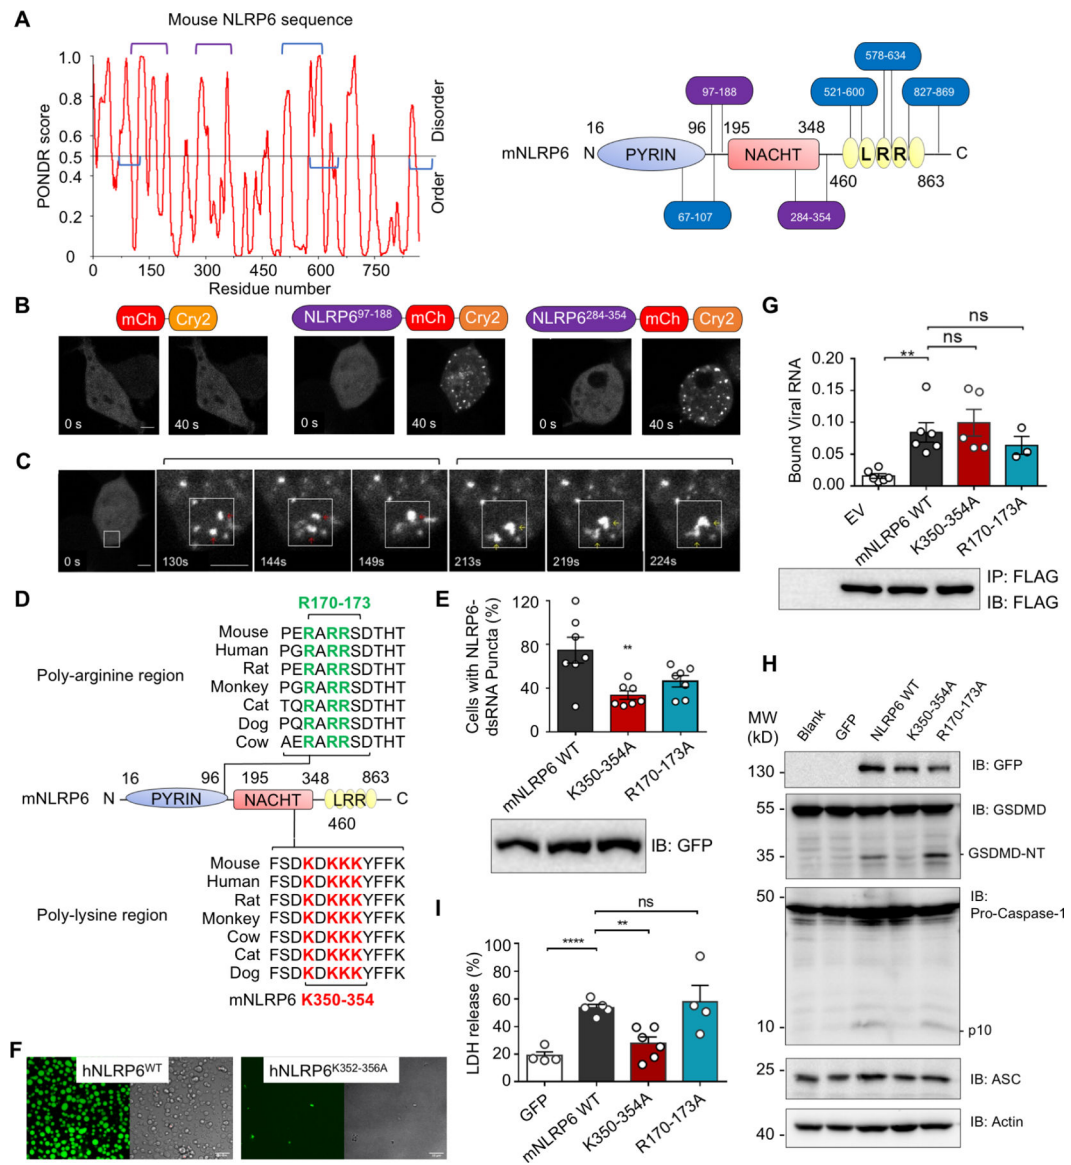 A
Mouse NLRP6 sequence
1.0
0.8
0.6
0.5
0.4
0.2
0
PONDR score
Disorder
Order
0 150 300 450 600 750
Residue number
578-634
97-188
521-600
827-869
16 96 195 348
mNLRP6 N PYRIN NACHT LRR C
460 863
67-107
284-354
B
mCh Cry2
NLRP697-188 mCh Cry2
NLRP6284-354 mCh Cry2
0 s
40 s
0 s
40 s
0 s
40 s
C
0 s
130s
144s
149s
213s
219s
224s
D
R170-173
Poly-arginine region
Mouse PERARRSDTHT
Human PGRARRSDTHT
Rat PERARRSDTHT
Monkey PGRARRSDTHT
Cat TQRARRSDTHT
Dog PQRARRSDTHT
Cow AERARRSDTHT
16 96 195 348 863
mNLRP6 N PYRIN NACHT LRR C
460
Poly-lysine region
Mouse FSDKDKKKYFFK
Human FSDKDKKKYFFK
Rat FSDKDKKKYFFK
Monkey FSDKDKKKYFFK
Cow FSDKDKKKYFFK
Cat FSDKDKKKYFFK
Dog FSDKDKKKYFFK
mNLRP6 K350-354
E
Cells with NLRP6-
dsRNA Puncta (%)
120
80
40
0
**
mNLRP6 WT
K350-354A
R170-173A
IB: GFP
F
hNLRP6WT
hNLRP6K352-356A
G
Bound Viral RNA
0.20
0.15
0.10
0.05
0.00
**
ns
ns
EV
mNLRP6 WT
K350-354A
R170-173A
IP: FLAG
IB: FLAG
H
MW
(kD)
Blank
GFP
NLRP6 WT
K350-354A
R170-173A
130
IB: GFP
55
IB: GSDMD
35
GSDMD-NT
50
IB:
Pro-Caspase-1
10
p10
25
IB: ASC
40
IB: Actin
I
LDH release (%)
100
80
60
40
20
0
****
**
ns
GFP
mNLRP6 WT
K350-354A
R170-173A